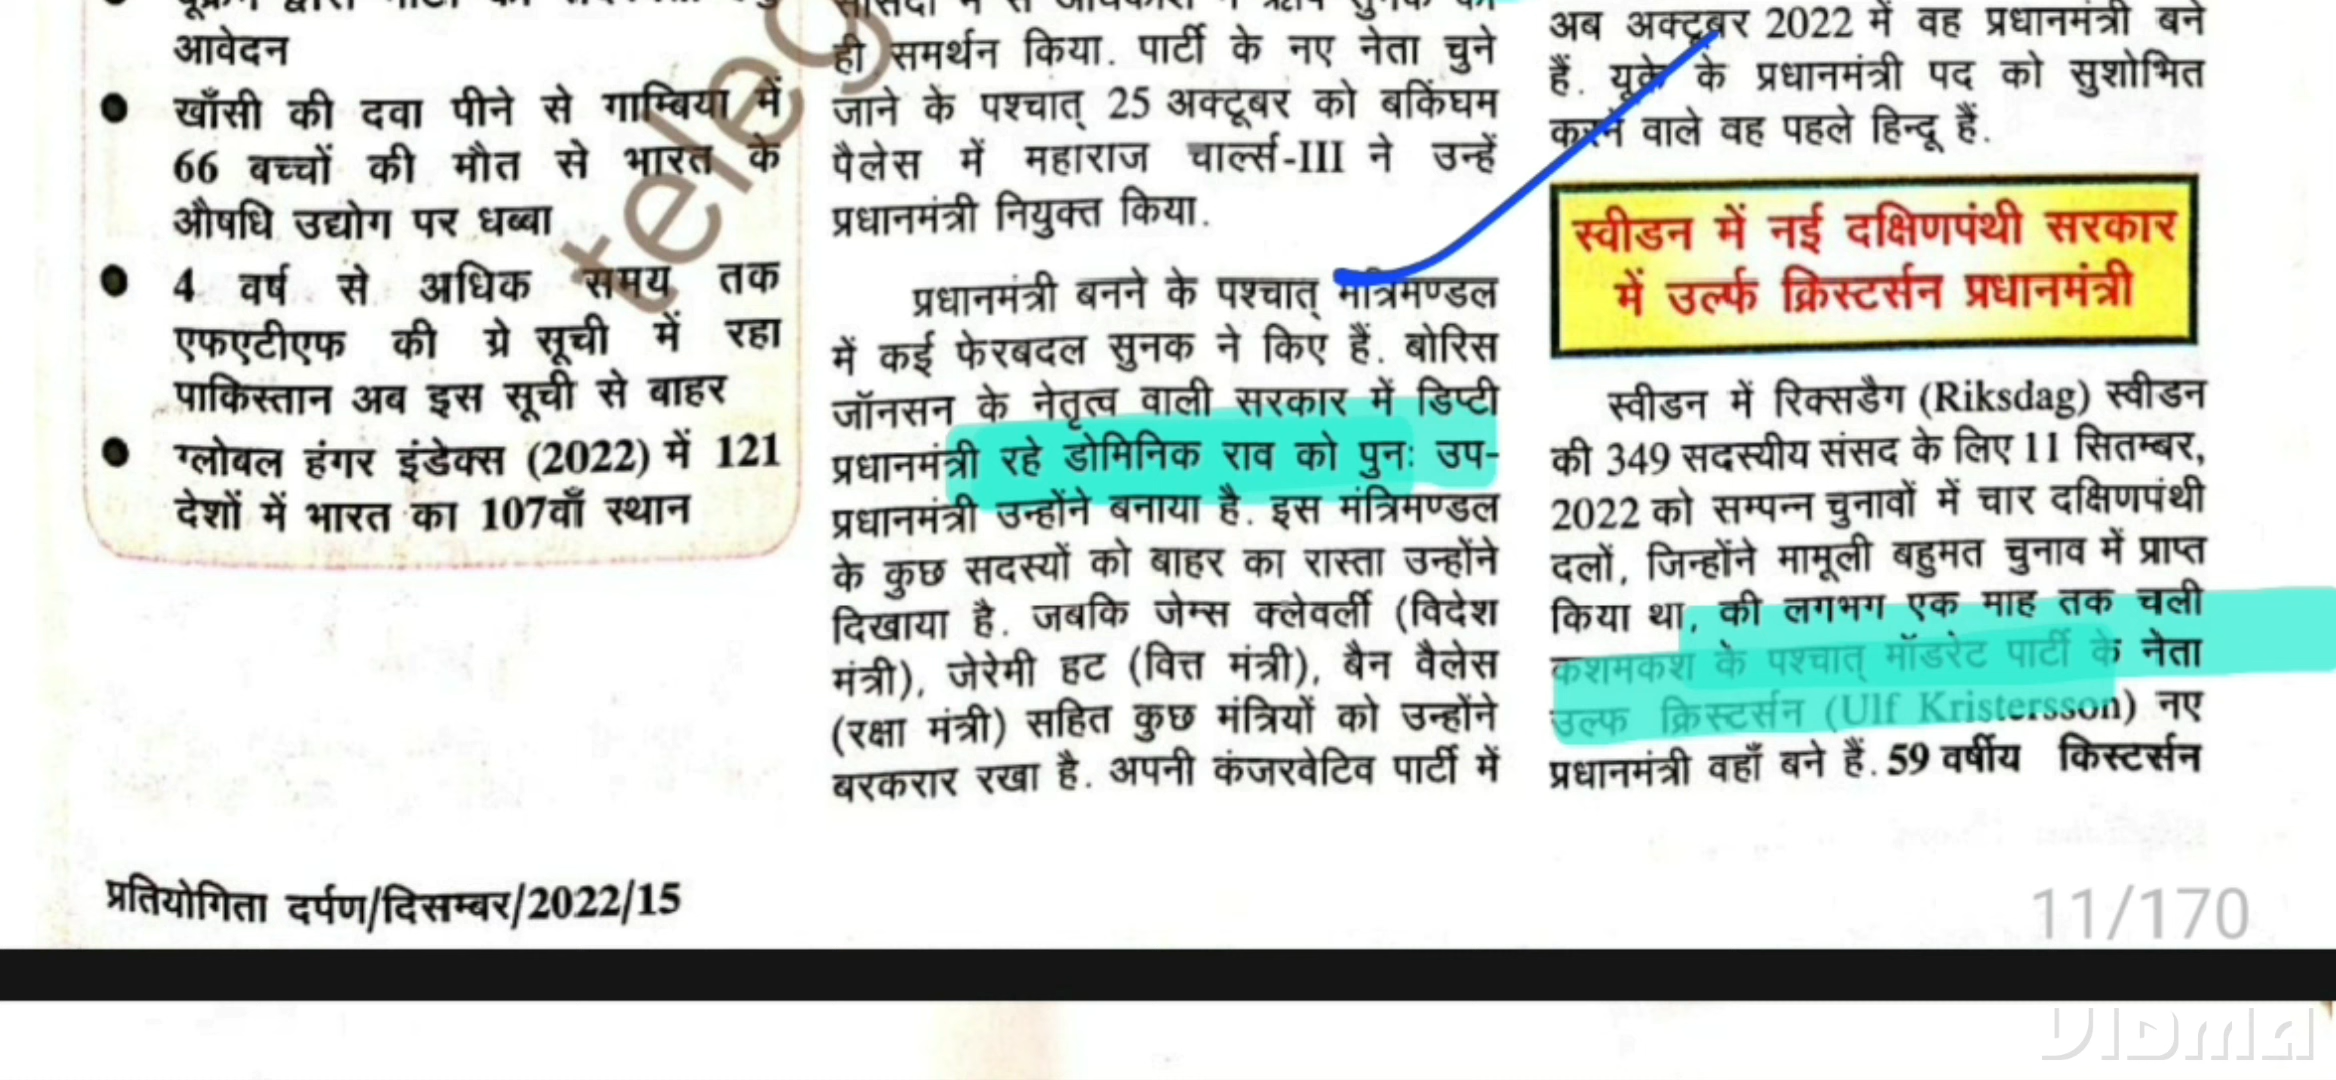 आवेदन
● खाँसी की दवा पीने से गाम्बिया में
66 बच्चों की मौत से भारत के
औषधि उद्योग पर धब्बा
● 4 वर्ष से अधिक समय तक
एफएटीएफ की ग्रे सूची में रहा
पाकिस्तान अब इस सूची से बाहर
● ग्लोबल हंगर इंडेक्स (2022) में 121
देशों में भारत का 107वाँ स्थान
teleg
ही समर्थन किया. पार्टी के नए नेता चुने
जाने के पश्चात् 25 अक्टूबर को बकिंघम
पैलेस में महाराज चार्ल्स-III ने उन्हें
प्रधानमंत्री नियुक्त किया.
प्रधानमंत्री बनने के पश्चात् मंत्रिमण्डल
में कई फेरबदल सुनक ने किए हैं. बोरिस
जॉनसन के नेतृत्व वाली सरकार में डिप्टी
प्रधानमंत्री रहे डोमिनिक राव को पुनः उप-
प्रधानमंत्री उन्होंने बनाया है. इस मंत्रिमण्डल
के कुछ सदस्यों को बाहर का रास्ता उन्होंने
दिखाया है. जबकि जेम्स क्लेवर्ली (विदेश
मंत्री), जेरेमी हट (वित्त मंत्री), बैन वैलेस
(रक्षा मंत्री) सहित कुछ मंत्रियों को उन्होंने
बरकरार रखा है. अपनी कंजरवेटिव पार्टी में
अब अक्टूबर 2022 में वह प्रधानमंत्री बने
हैं. यूके के प्रधानमंत्री पद को सुशोभित
करने वाले वह पहले हिन्दू हैं.
स्वीडन में नई दक्षिणपंथी सरकार
में उर्ल्फ क्रिस्टर्सन प्रधानमंत्री
स्वीडन में रिक्सडैग (Riksdag) स्वीडन
की 349 सदस्यीय संसद के लिए 11 सितम्बर,
2022 को सम्पन्न चुनावों में चार दक्षिणपंथी
दलों, जिन्होंने मामूली बहुमत चुनाव में प्राप्त
किया था, की लगभग एक माह तक चली
कशमकश के पश्चात् मॉडरेट पार्टी के नेता
उल्फ क्रिस्टर्सन (Ulf Kristersson) नए
प्रधानमंत्री वहाँ बने हैं. 59 वर्षीय किस्टर्सन
प्रतियोगिता दर्पण/दिसम्बर/2022/15
11/170
VIDMA